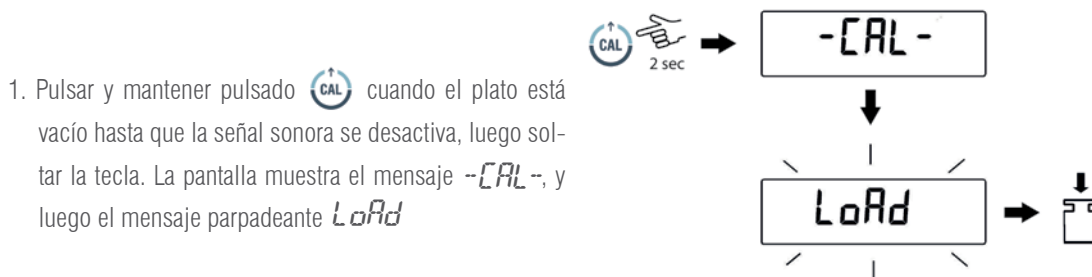 1. Pulsar y mantener pulsado CAL cuando el plato está
vacío hasta que la señal sonora se desactiva, luego sol-
tar la tecla. La pantalla muestra el mensaje -CAL-, y
luego el mensaje parpadeante LoAd
CAL
2 sec
-CAL-
LoAd